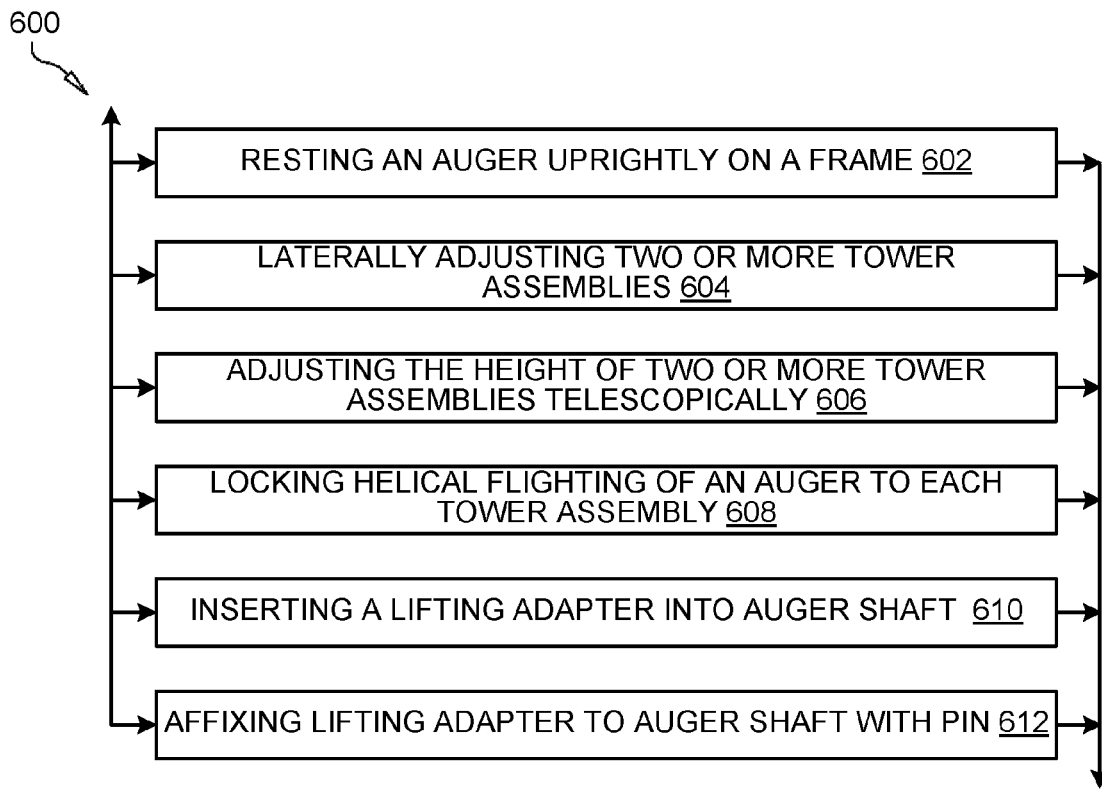 600
RESTING AN AUGER UPRIGHTLY ON A FRAME 602
LATERALLY ADJUSTING TWO OR MORE TOWER
ASSEMBLIES 604
ADJUSTING THE HEIGHT OF TWO OR MORE TOWER
ASSEMBLIES TELESCOPICALLY 606
LOCKING HELICAL FLIGHTING OF AN AUGER TO EACH
TOWER ASSEMBLY 608
INSERTING A LIFTING ADAPTER INTO AUGER SHAFT 610
AFFIXING LIFTING ADAPTER TO AUGER SHAFT WITH PIN 612